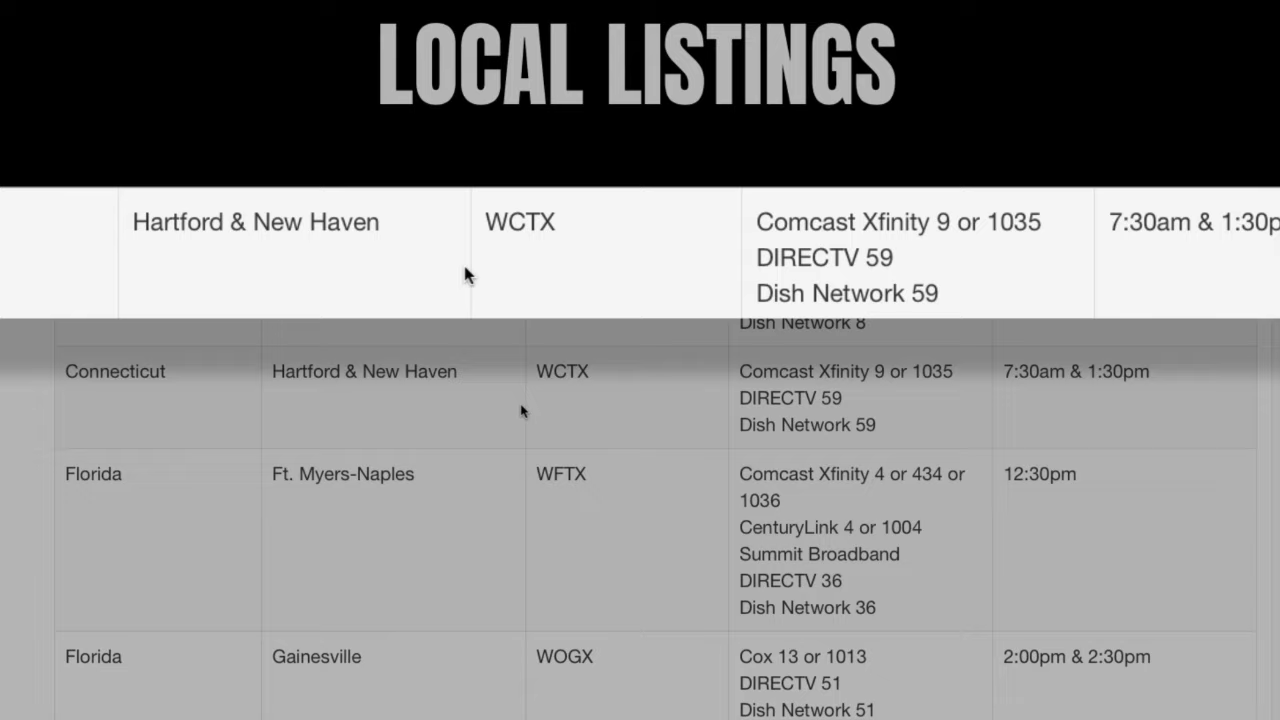 LOCAL LISTINGS
Hartford & New Haven WCTX Comcast Xfinity 9 or 1035 7:30am & 1:30p
DIRECTV 59
Dish Network 59
Dish Network 8
Connecticut Hartford & New Haven WCTX Comcast Xfinity 9 or 1035 7:30am & 1:30pm
DIRECTV 59
Dish Network 59
Florida Ft. Myers-Naples WFTX Comcast Xfinity 4 or 434 or 12:30pm
1036
CenturyLink 4 or 1004
Summit Broadband
DIRECTV 36
Dish Network 36
Florida Gainesville WOGX Cox 13 or 1013 2:00pm & 2:30pm
DIRECTV 51
Dish Network 51